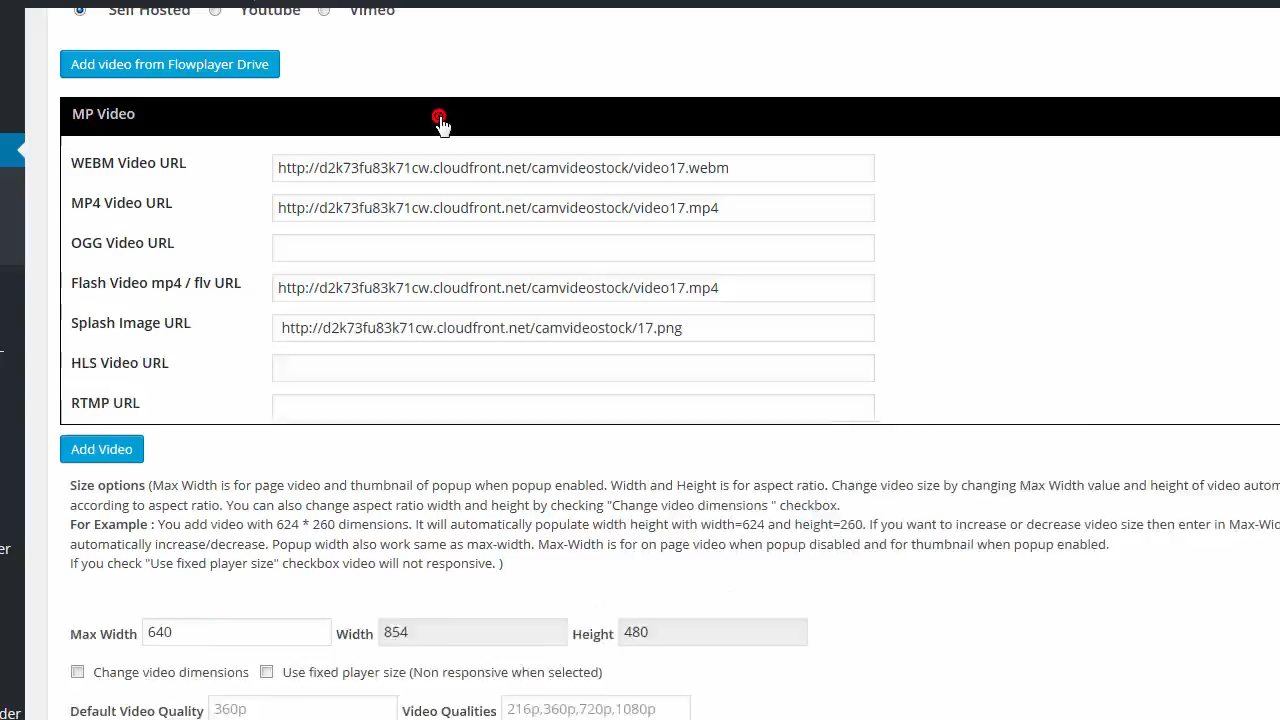 Self Hosted Youtube Vimeo
Add video from Flowplayer Drive
MP Video
WEBM Video URL http://d2k73fu83k71cw.cloudfront.net/camvideostock/video17.webm
MP4 Video URL http://d2k73fu83k71cw.cloudfront.net/camvideostock/video17.mp4
OGG Video URL
Flash Video mp4 / flv URL http://d2k73fu83k71cw.cloudfront.net/camvideostock/video17.mp4
Splash Image URL http://d2k73fu83k71cw.cloudfront.net/camvideostock/17.png
HLS Video URL
RTMP URL
Add Video
Size options (Max Width is for page video and thumbnail of popup when popup enabled. Width and Height is for aspect ratio. Change video size by changing Max Width value and height of video autom
according to aspect ratio. You can also change aspect ratio width and height by checking "Change video dimensions " checkbox.
For Example : You add video with 624 * 260 dimensions. It will automatically populate width height with width=624 and height=260. If you want to increase or decrease video size then enter in Max-Wid
automatically increase/decrease. Popup width also work same as max-width. Max-Width is for on page video when popup disabled and for thumbnail when popup enabled.
If you check "Use fixed player size" checkbox video will not responsive. )
Max Width 640 Width 854 Height 480
Change video dimensions Use fixed player size (Non responsive when selected)
Default Video Quality 360p Video Qualities 216p,360p,720p,1080p
er
der